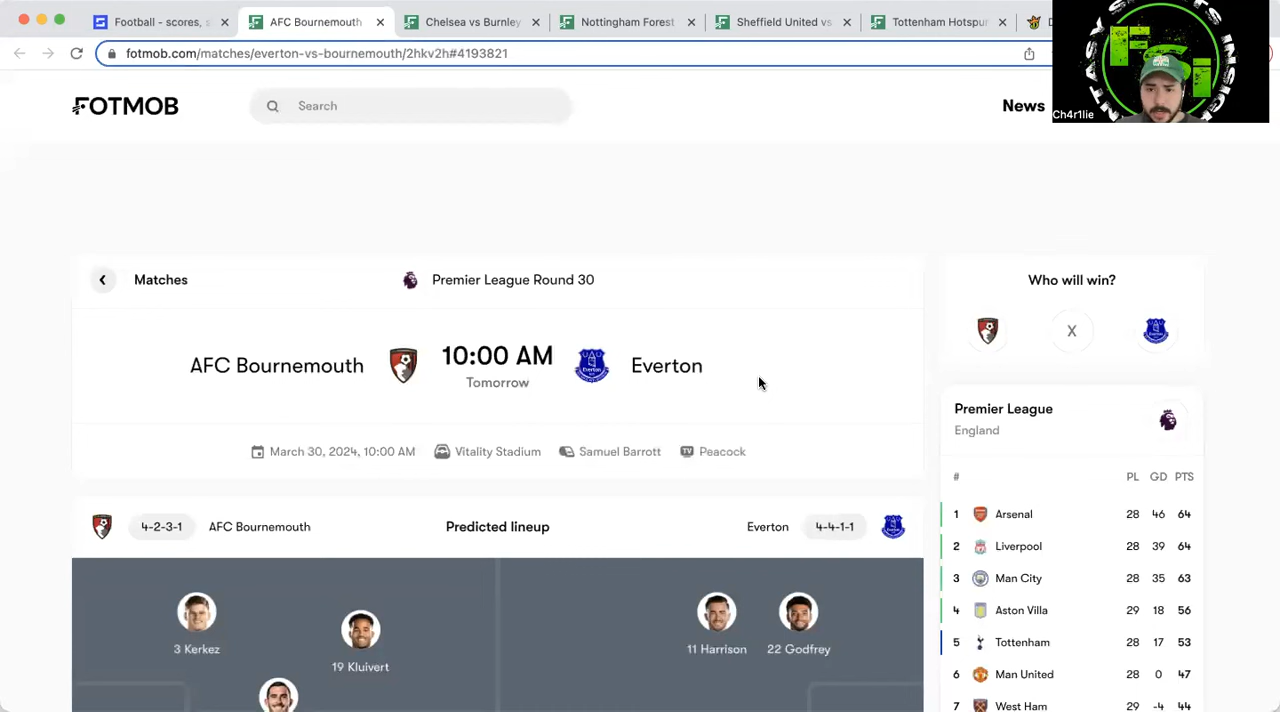 Football - scores, s
AFC Bournemouth
Chelsea vs Burnley
Nottingham Forest
Sheffield United vs
Tottenham Hotspu
fotmob.com/matches/everton-vs-bournemouth/2hkv2h#4193821
FOTMOB
Search
News
Ch4r1lie
Matches
Premier League Round 30
AFC Bournemouth
10:00 AM
Everton
Tomorrow
March 30, 2024, 10:00 AM
Vitality Stadium
Samuel Barrott
Peacock
4-2-3-1
AFC Bournemouth
Predicted lineup
Everton
4-4-1-1
3 Kerkez
19 Kluivert
11 Harrison
22 Godfrey
Who will win?
X
Premier League
England
# PL GD PTS
1 Arsenal 28 46 64
2 Liverpool 28 39 64
3 Man City 28 35 63
4 Aston Villa 29 18 56
5 Tottenham 28 17 53
6 Man United 28 0 47
7 West Ham 29 -4 44